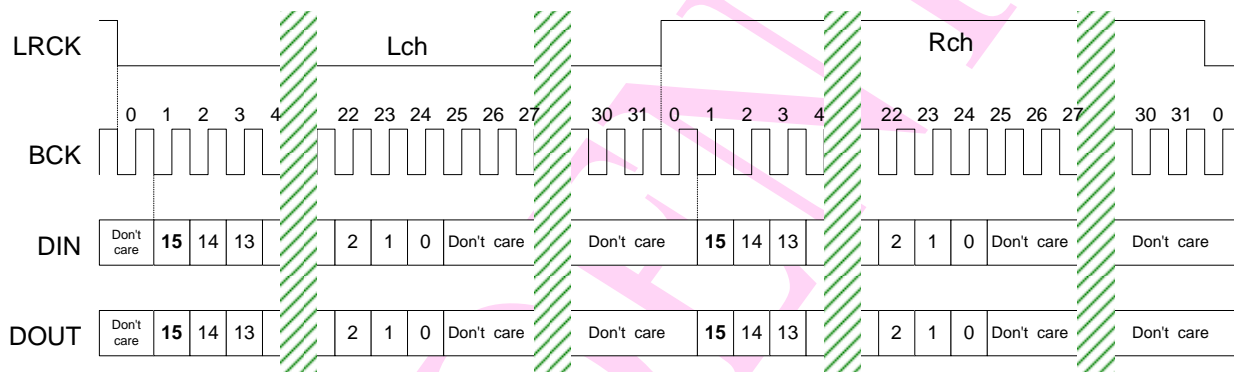 LRCK Lch Rch
0 1 2 3 4 22 23 24 25 26 27 30 31 0 1 2 3 4 22 23 24 25 26 27 30 31 0
BCK
DIN Don't care 15 14 13 2 1 0 Don't care Don't care 15 14 13 2 1 0 Don't care Don't care
DOUT Don't care 15 14 13 2 1 0 Don't care Don't care 15 14 13 2 1 0 Don't care Don't care